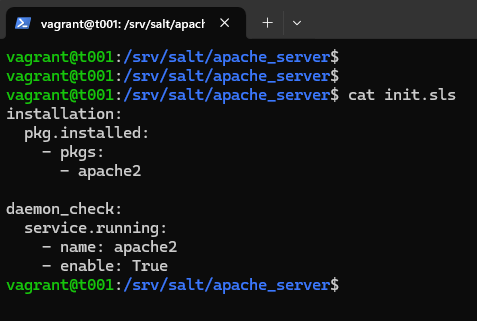 vagrant@t001: /srv/salt/apacl
vagrant@t001:/srv/salt/apache_server$
vagrant@t001:/srv/salt/apache_server$
vagrant@t001:/srv/salt/apache_server$ cat init.sls
installation:
  pkg.installed:
    - pkgs:
      - apache2

daemon_check:
  service.running:
    - name: apache2
    - enable: True
vagrant@t001:/srv/salt/apache_server$